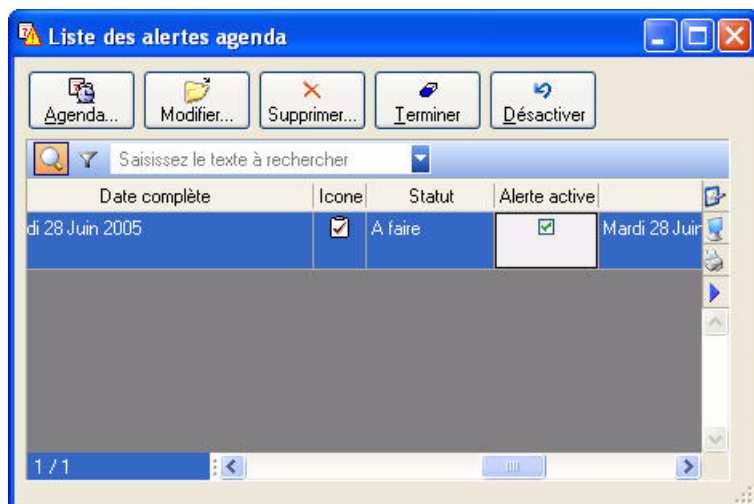 Liste des alertes agenda
Agenda... Modifier... Supprimer... Terminer Désactiver
Saisissez le texte à rechercher
Date complète Icone Statut Alerte active
di 28 Juin 2005 A faire Mardi 28 Juin
1 / 1